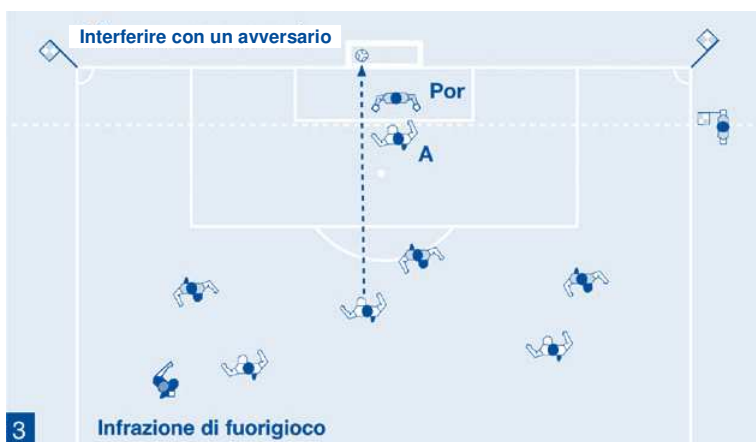 Interferire con un avversario
Por
A
3
Infrazione di fuorigioco